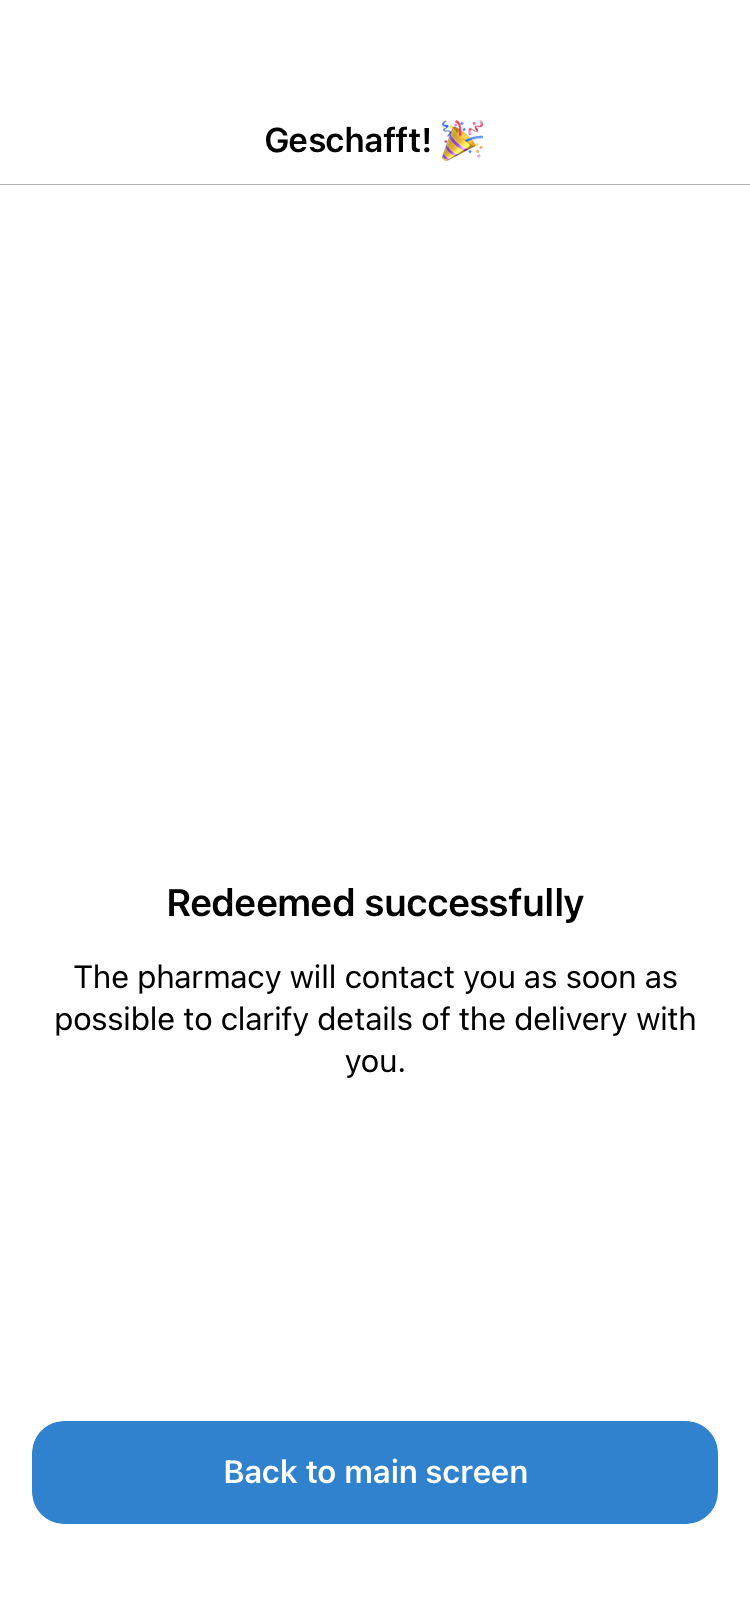 Geschafft! 🎉
Redeemed successfully
The pharmacy will contact you as soon as
possible to clarify details of the delivery with
you.
Back to main screen